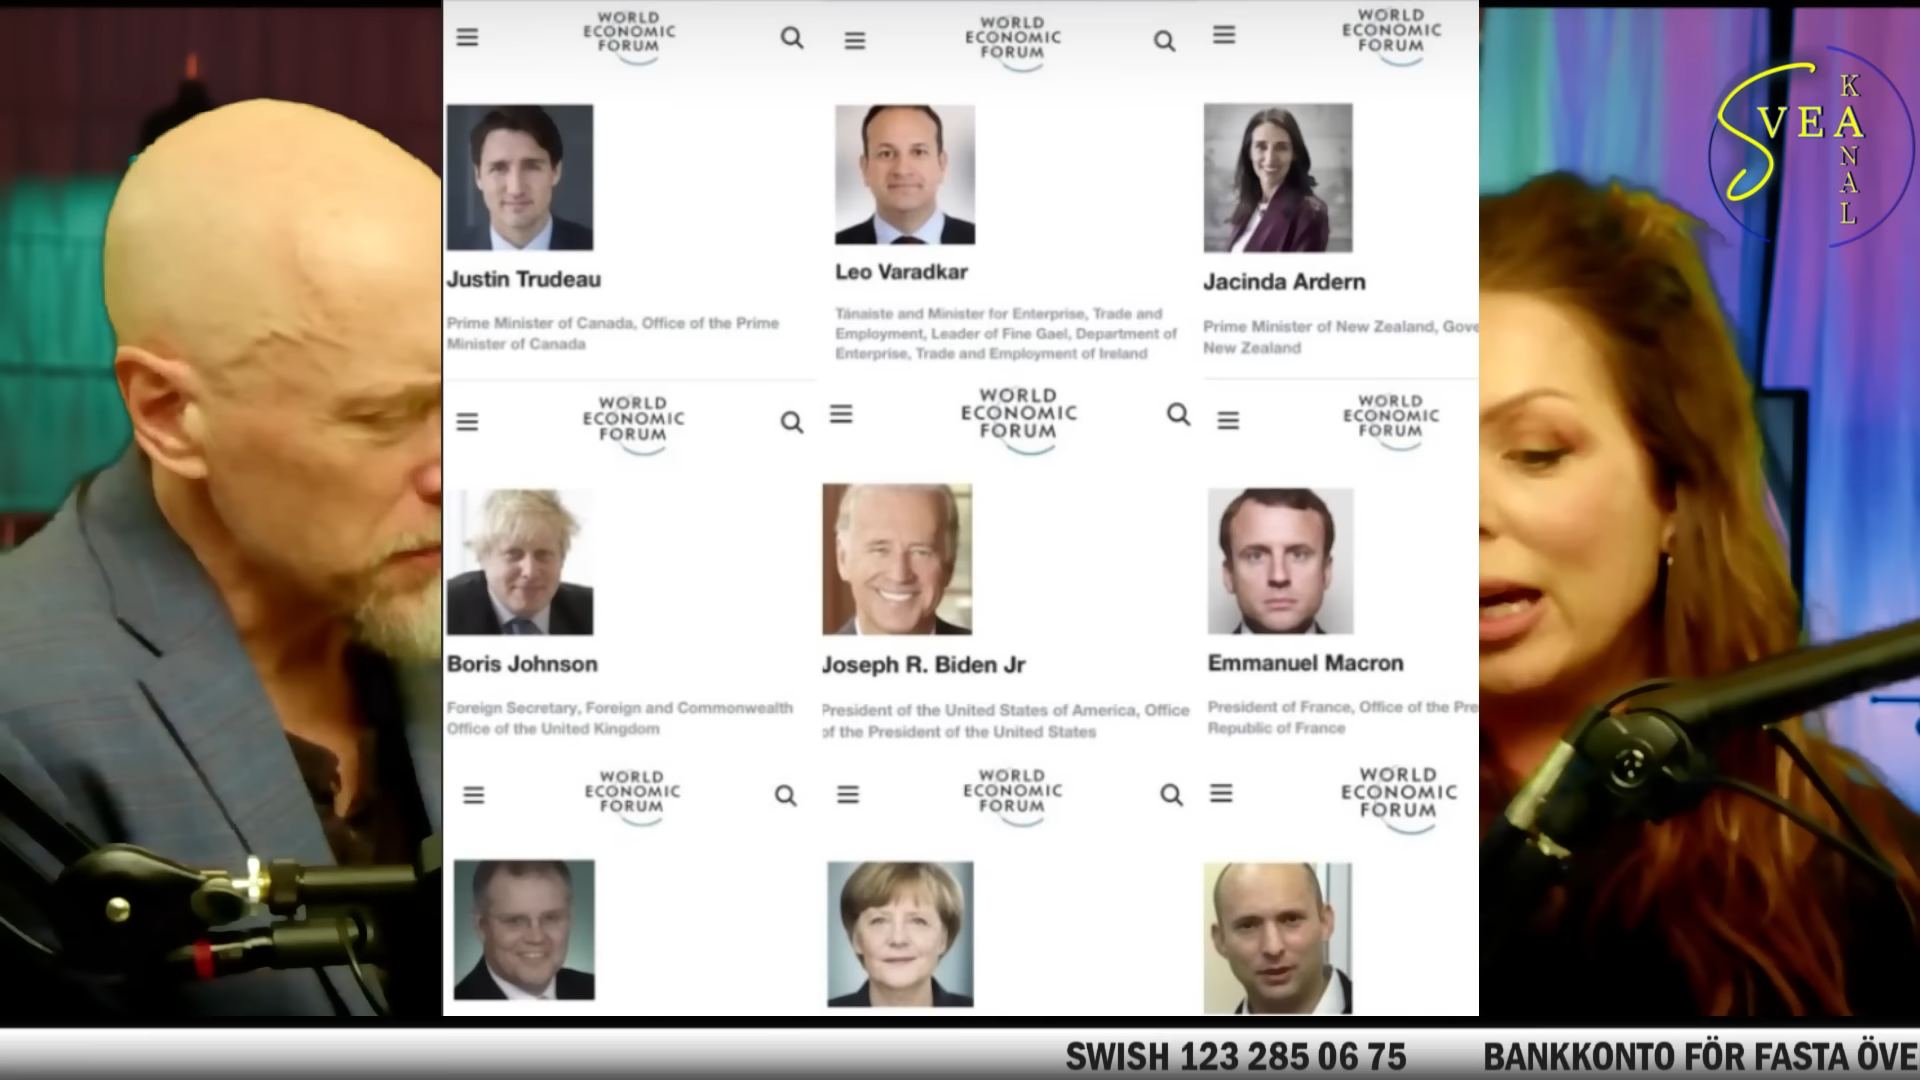 WORLD
ECONOMIC
FORUM
WORLD
ECONOMIC
FORUM
WORLD
ECONOMIC
FORUM
SVEA
KANAL
Justin Trudeau
Prime Minister of Canada, Office of the Prime
Minister of Canada
Leo Varadkar
Tánaiste and Minister for Enterprise, Trade and
Employment, Leader of Fine Gael, Department of
Enterprise, Trade and Employment of Ireland
Jacinda Ardern
Prime Minister of New Zealand, Gove
New Zealand
WORLD
ECONOMIC
FORUM
WORLD
ECONOMIC
FORUM
WORLD
ECONOMIC
FORUM
Boris Johnson
Foreign Secretary, Foreign and Commonwealth
Office of the United Kingdom
Joseph R. Biden Jr
President of the United States of America, Office
of the President of the United States
Emmanuel Macron
President of France, Office of the Pre
Republic of France
WORLD
ECONOMIC
FORUM
WORLD
ECONOMIC
FORUM
WORLD
ECONOMIC
FORUM
SWISH 123 285 06 75 BANKKONTO FÖR FASTA ÖVE